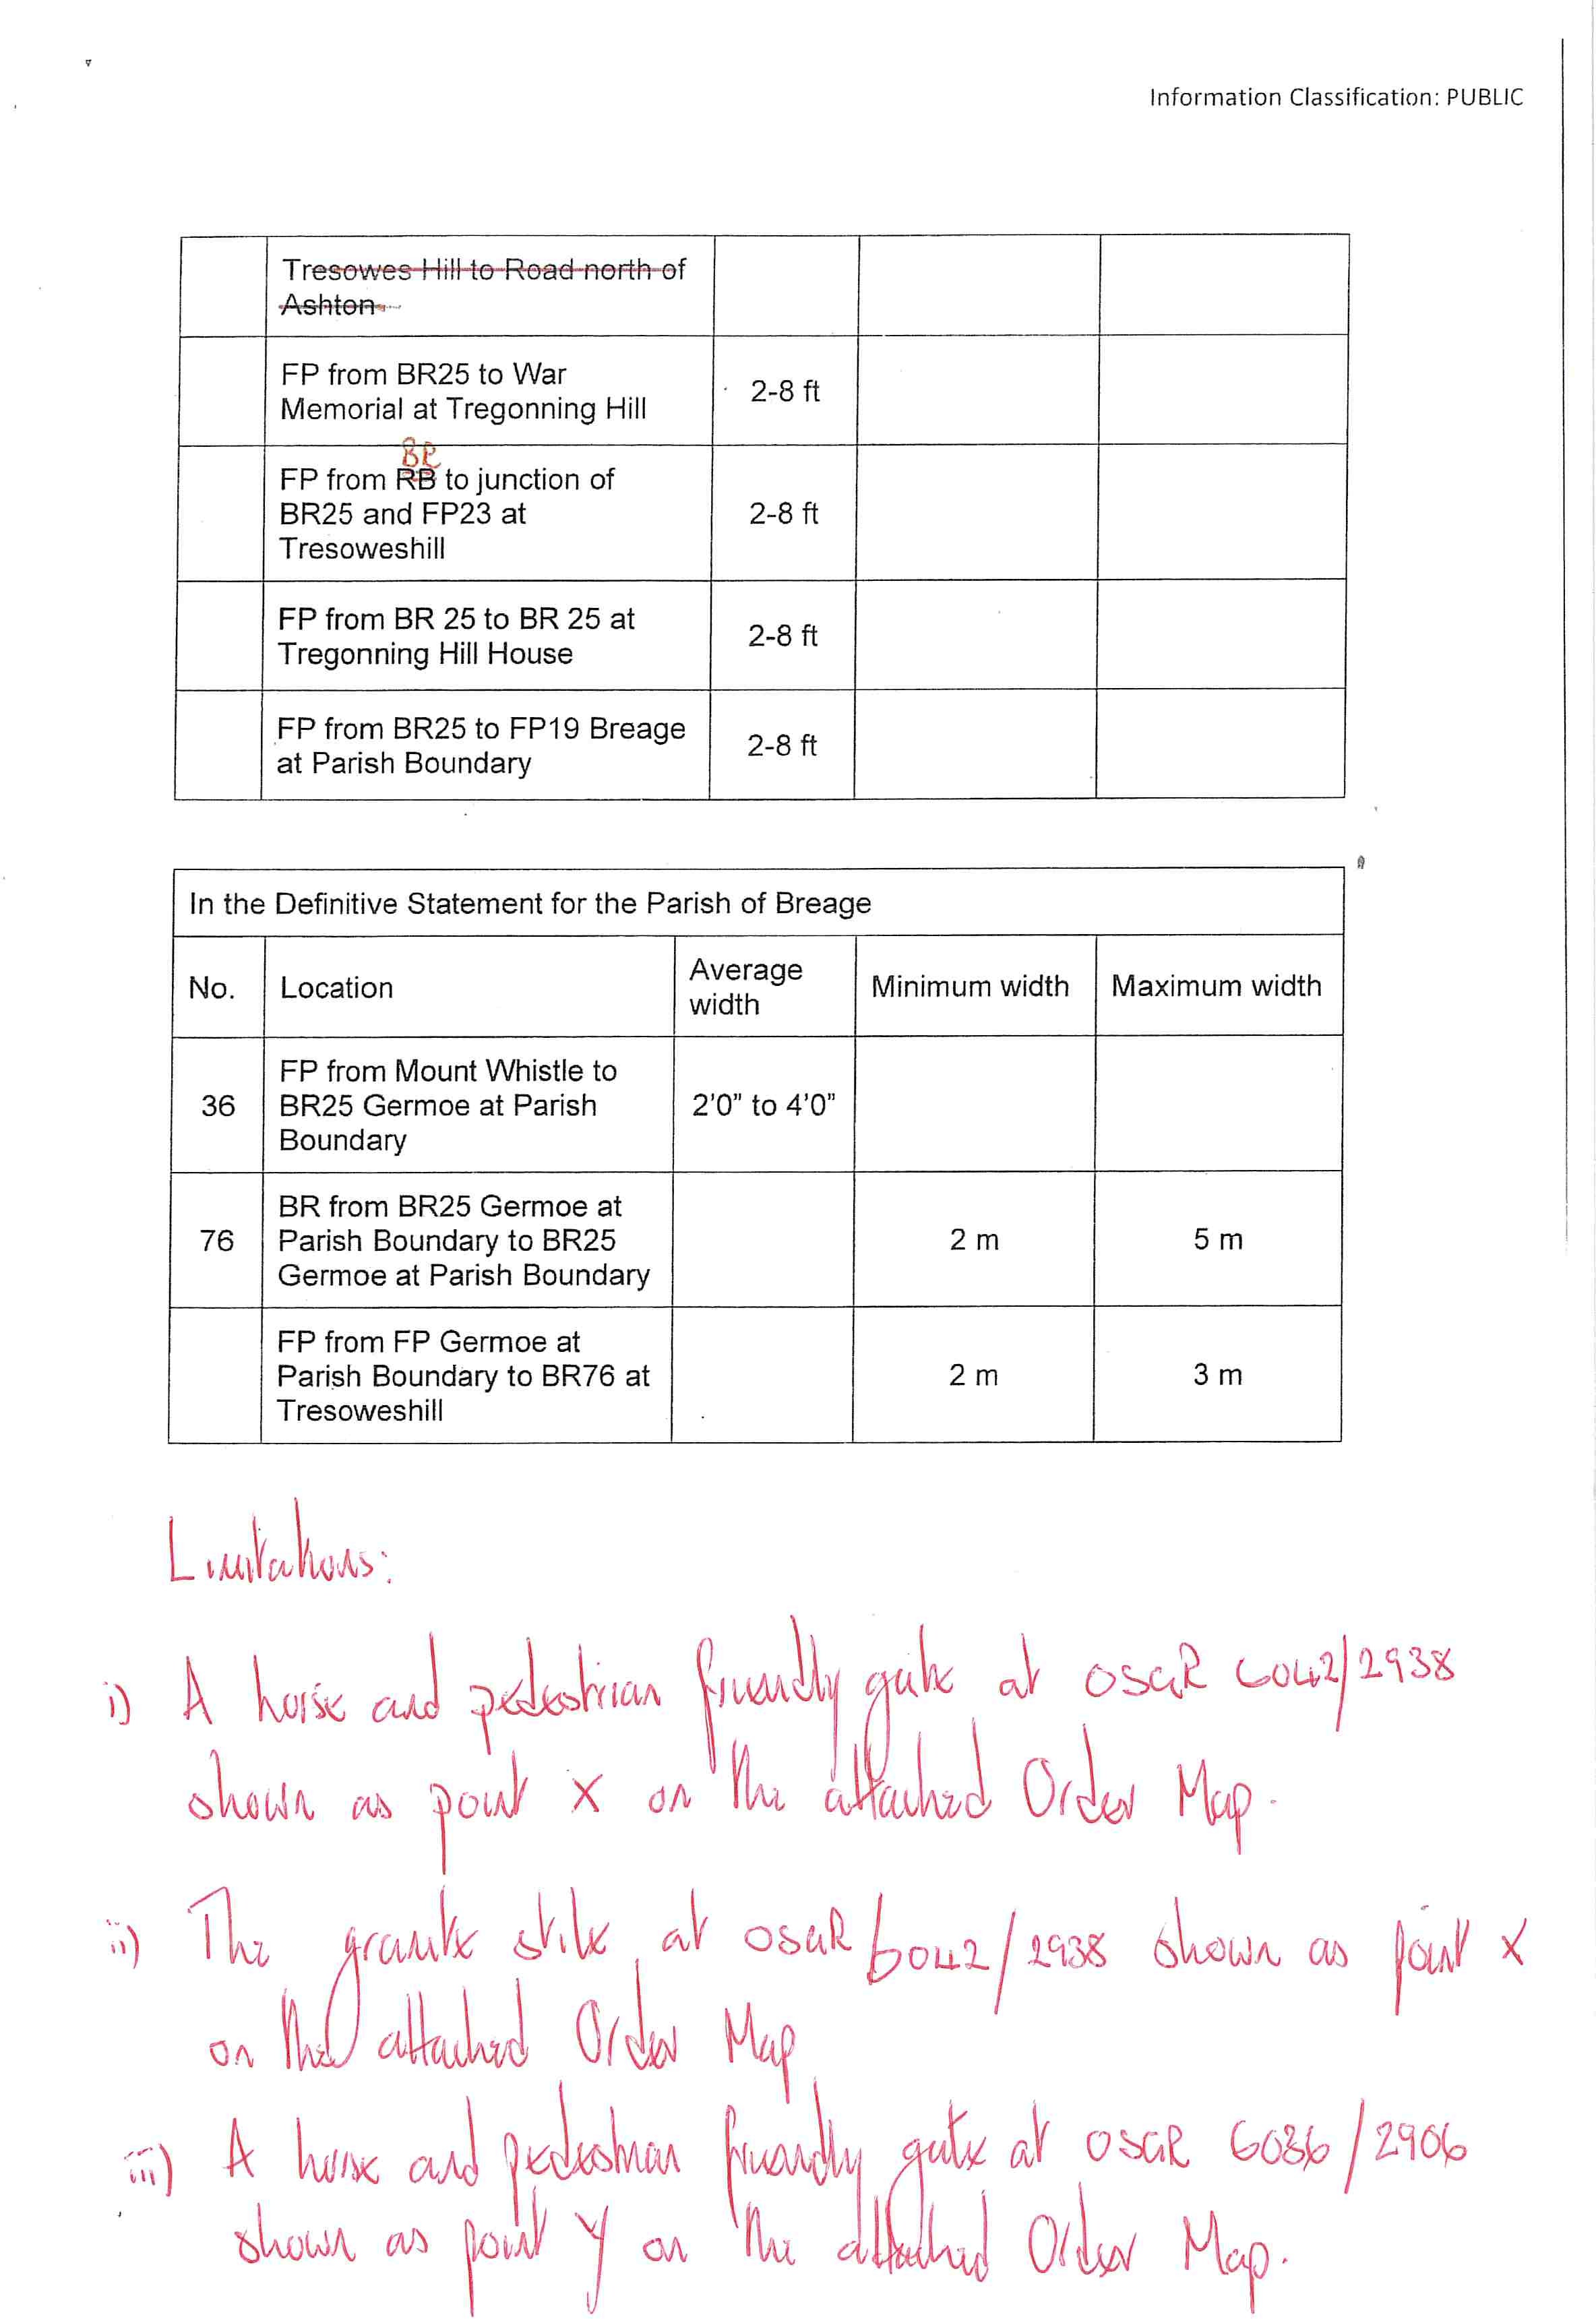 Information Classification: PUBLIC
Tresowes Hill to Road north of
Ashton
FP from BR25 to War
Memorial at Tregonning Hill
2-8 ft
BR
FP from RB to junction of
BR25 and FP23 at
Tresoweshill
2-8 ft
FP from BR 25 to BR 25 at
Tregonning Hill House
2-8 ft
FP from BR25 to FP19 Breage
at Parish Boundary
2-8 ft
In the Definitive Statement for the Parish of Breage
No.
Location
Average
width
Minimum width
Maximum width
36
FP from Mount Whistle to
BR25 Germoe at Parish
Boundary
2'0" to 4'0"
76
BR from BR25 Germoe at
Parish Boundary to BR25
Germoe at Parish Boundary
2 m
5 m
FP from FP Germoe at
Parish Boundary to BR76 at
Tresoweshill
2 m
3 m
Limitations:
i) A horse and pedestrian friendly gate at OSGR 6042/2938
shown as point X on the attached Order Map.
ii) The granite stile at OSGR 6042/2938 shown as point X
on the attached Order Map
iii) A horse and pedestrian friendly gate at OSGR 6036/2906
shown as point Y on the attached Order Map.